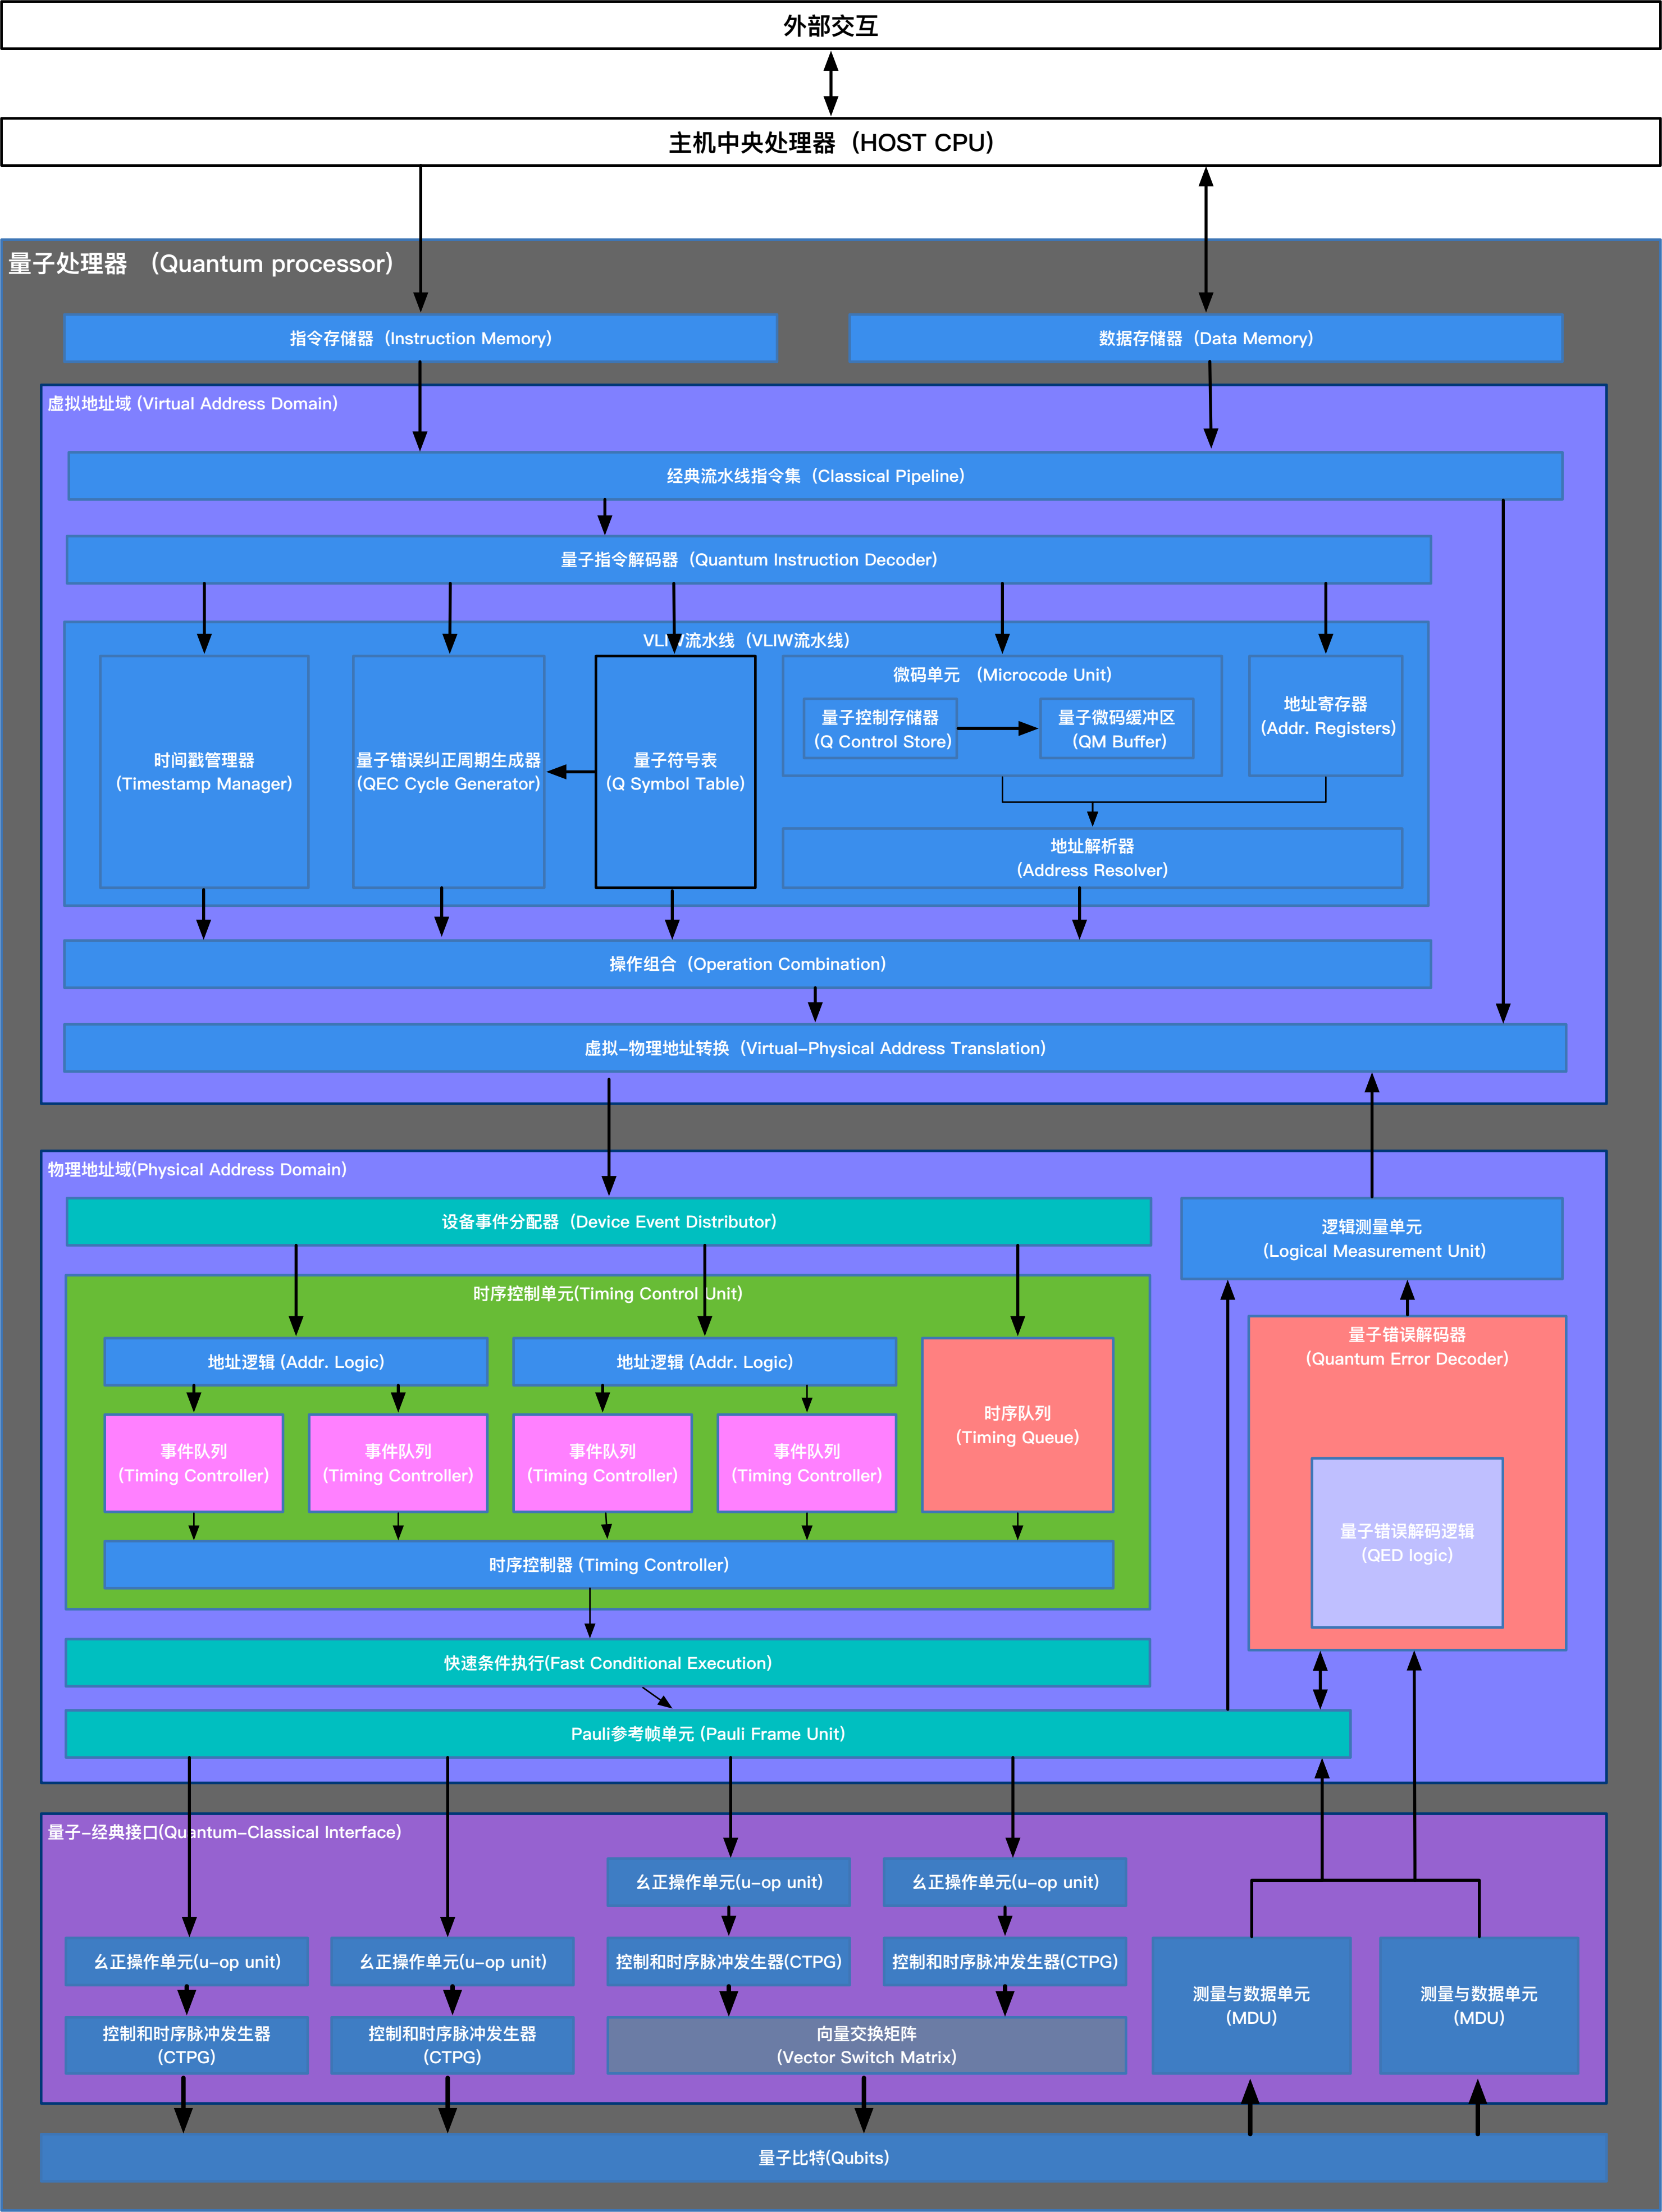 外部交互
主机中央处理器（HOST CPU）
量子处理器 （Quantum processor）
指令存储器（Instruction Memory）
数据存储器（Data Memory）
虚拟地址域 (Virtual Address Domain)
经典流水线指令集（Classical Pipeline）
量子指令解码器（Quantum Instruction Decoder）
VLIW流水线（VLIW流水线）
时间戳管理器
(Timestamp Manager)
量子错误纠正周期生成器
(QEC Cycle Generator)
量子符号表
(Q Symbol Table)
微码单元 （Microcode Unit）
量子控制存储器
(Q Control Store)
量子微码缓冲区
(QM Buffer)
地址寄存器
(Addr. Registers)
地址解析器
(Address Resolver)
操作组合（Operation Combination）
虚拟-物理地址转换（Virtual-Physical Address Translation）
物理地址域(Physical Address Domain)
设备事件分配器（Device Event Distributor）
逻辑测量单元
(Logical Measurement Unit)
时序控制单元(Timing Control Unit)
地址逻辑 (Addr. Logic)
地址逻辑 (Addr. Logic)
时序队列
(Timing Queue)
事件队列
(Timing Controller)
事件队列
(Timing Controller)
事件队列
(Timing Controller)
事件队列
(Timing Controller)
时序控制器 (Timing Controller)
量子错误解码器
(Quantum Error Decoder)
量子错误解码逻辑
(QED logic)
快速条件执行(Fast Conditional Execution)
Pauli参考帧单元 (Pauli Frame Unit)
量子-经典接口(Quantum-Classical Interface)
幺正操作单元(u-op unit)
幺正操作单元(u-op unit)
幺正操作单元(u-op unit)
幺正操作单元(u-op unit)
控制和时序脉冲发生器(CTPG)
控制和时序脉冲发生器(CTPG)
控制和时序脉冲发生器
(CTPG)
控制和时序脉冲发生器
(CTPG)
向量交换矩阵
(Vector Switch Matrix)
测量与数据单元
(MDU)
测量与数据单元
(MDU)
量子比特(Qubits)